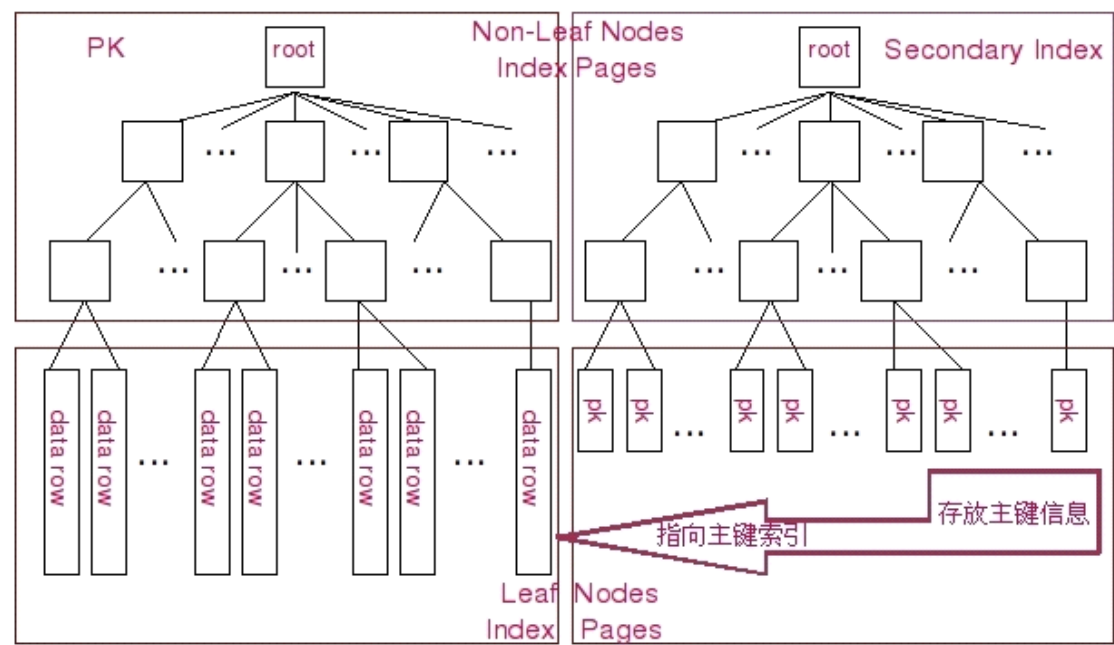 PK
root
Non-Leaf Nodes
Index Pages
root
Secondary Index
...
...
...
...
...
...
...
...
...
...
...
...
data row
data row
...
data row
data row
...
data row
data row
...
data row
pk
pk
...
pk
pk
...
pk
pk
...
pk
存放主键信息
指向主键索引
Leaf Nodes
Index Pages